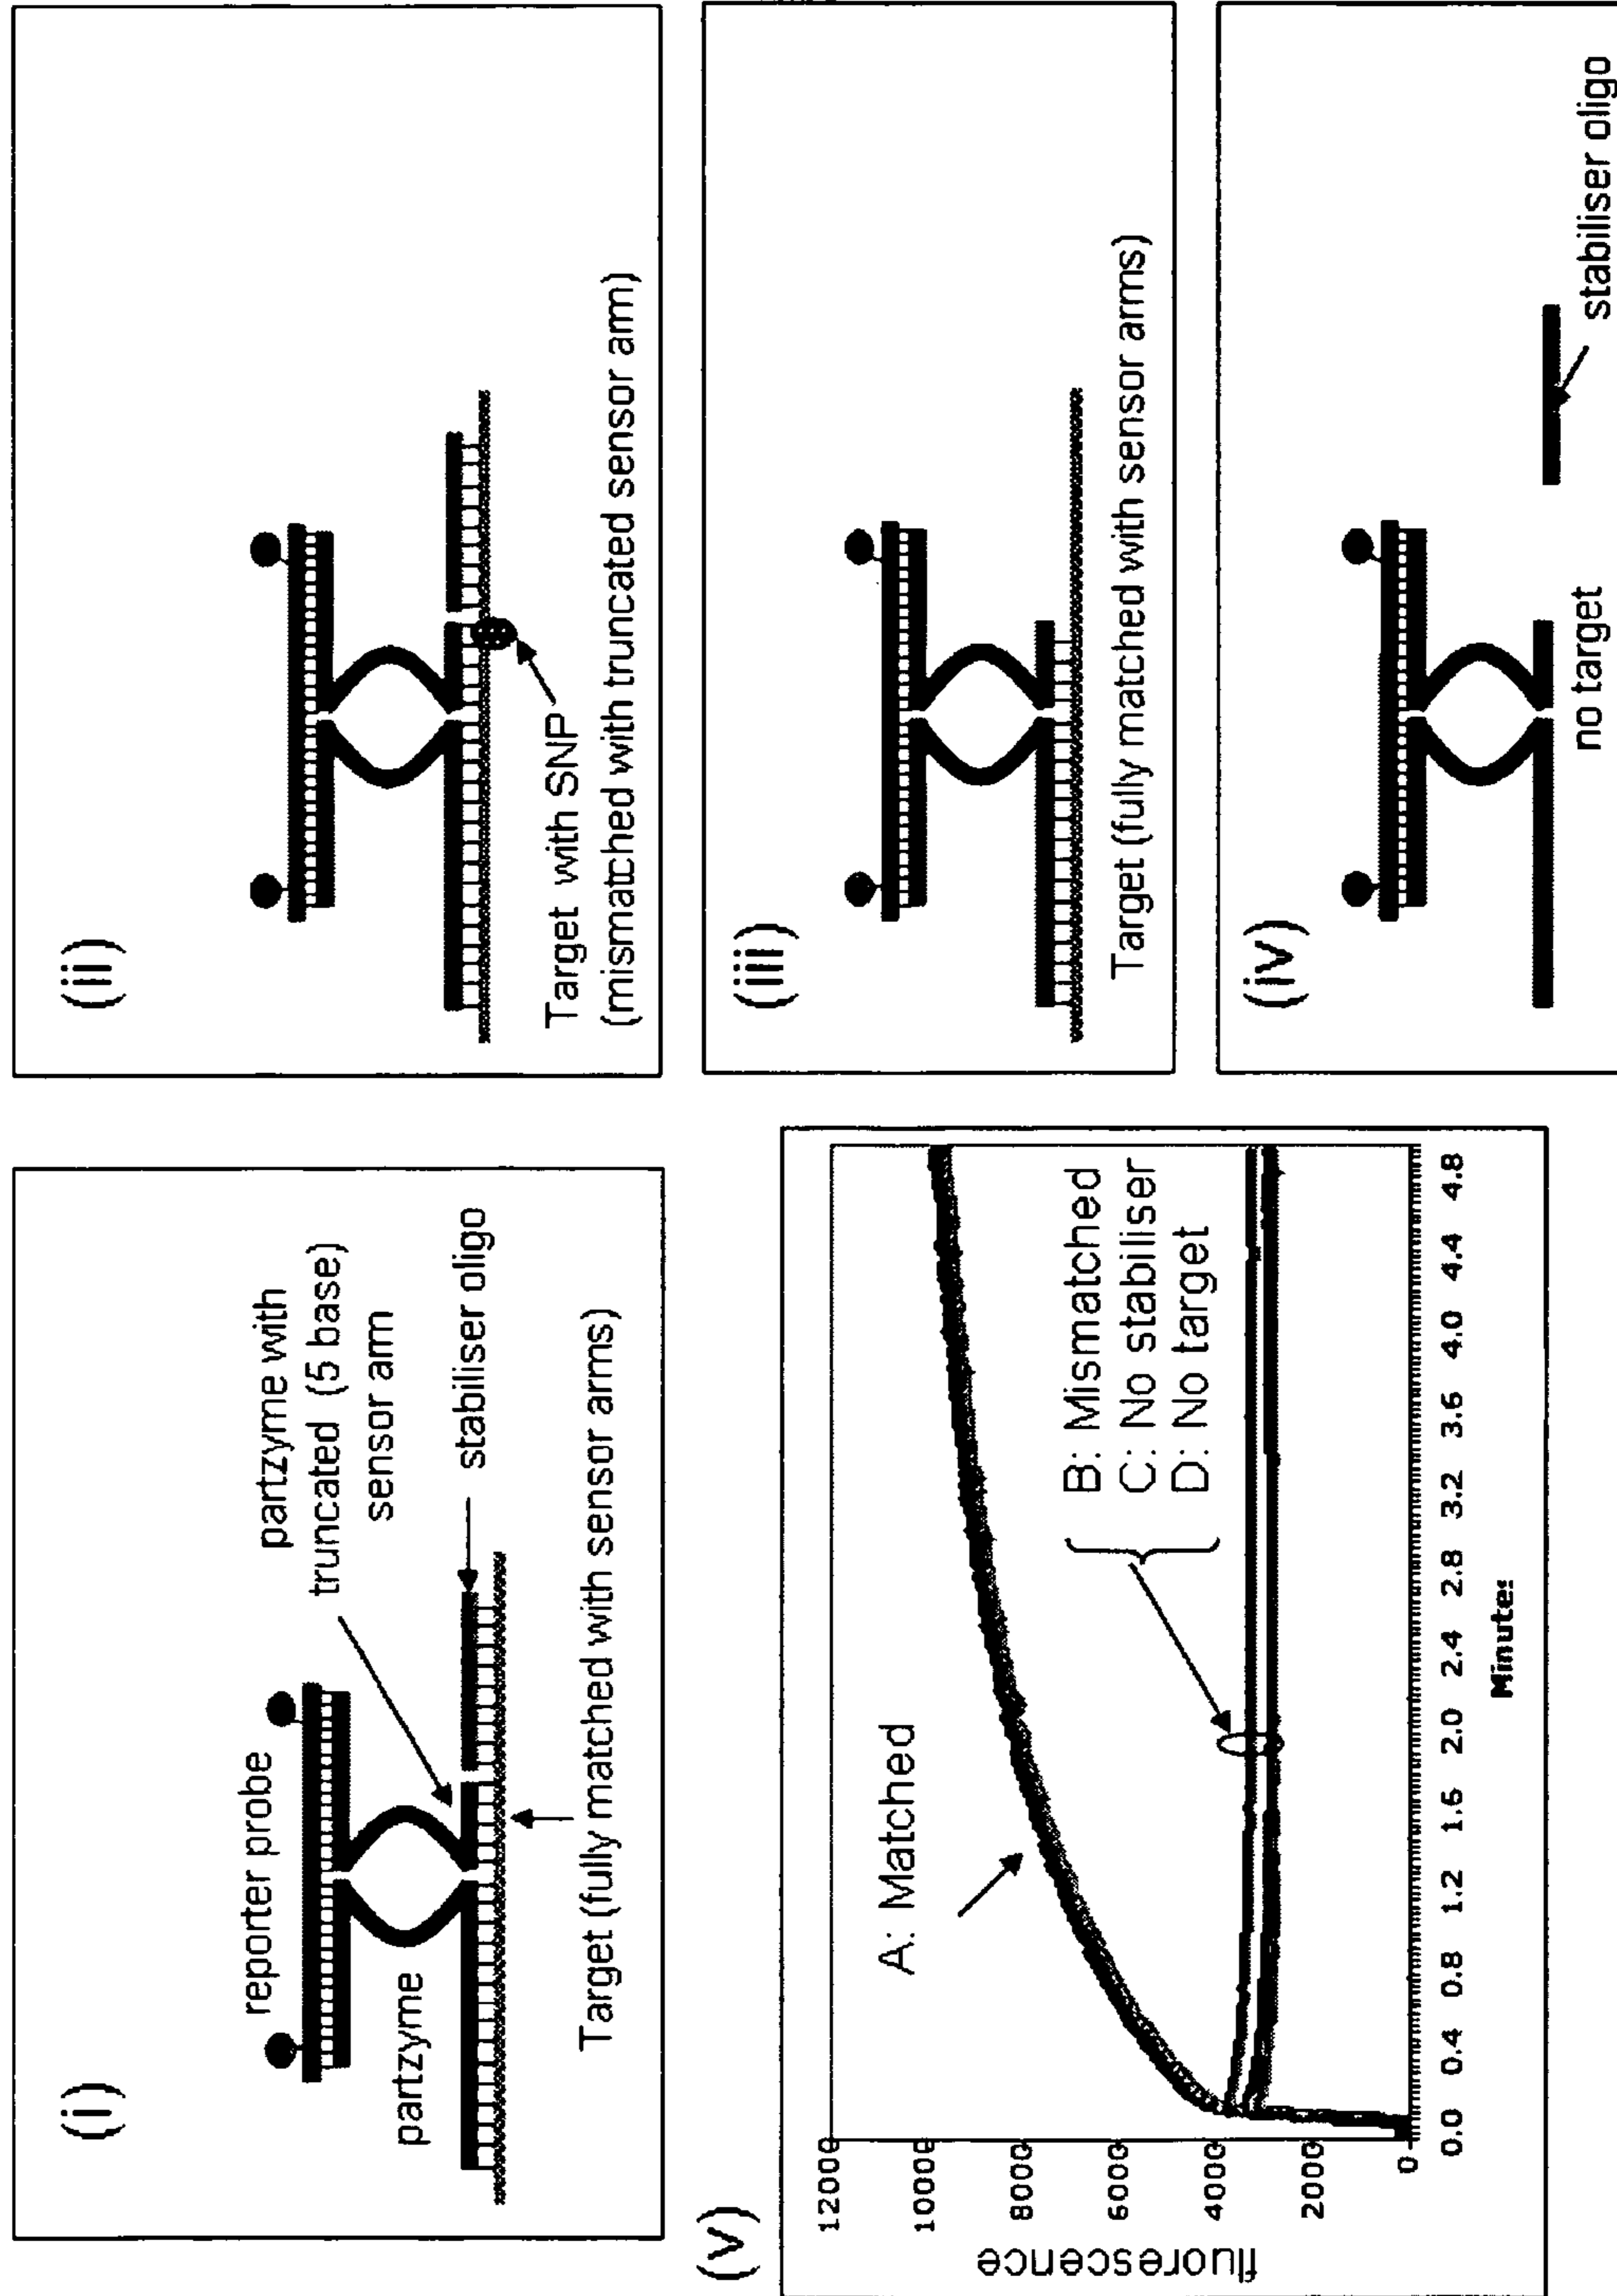 (i)
reporter probe
partzyme with
truncated (5 base)
sensor arm
partzyme
stabiliser oligo
Target (fully matched with sensor arms)
(ii)
Target with SNP
(mismatched with truncated sensor arm)
(iii)
Target (fully matched with sensor arms)
(iv)
no target
stabiliser oligo
(v)
fluorescence
12000
10000
8000
6000
4000
2000
0
A: Matched
B: Mismatched
C: No stabiliser
D: No target
0.0 0.4 0.8 1.2 1.6 2.0 2.4 2.8 3.2 3.6 4.0 4.4 4.8
Minutes